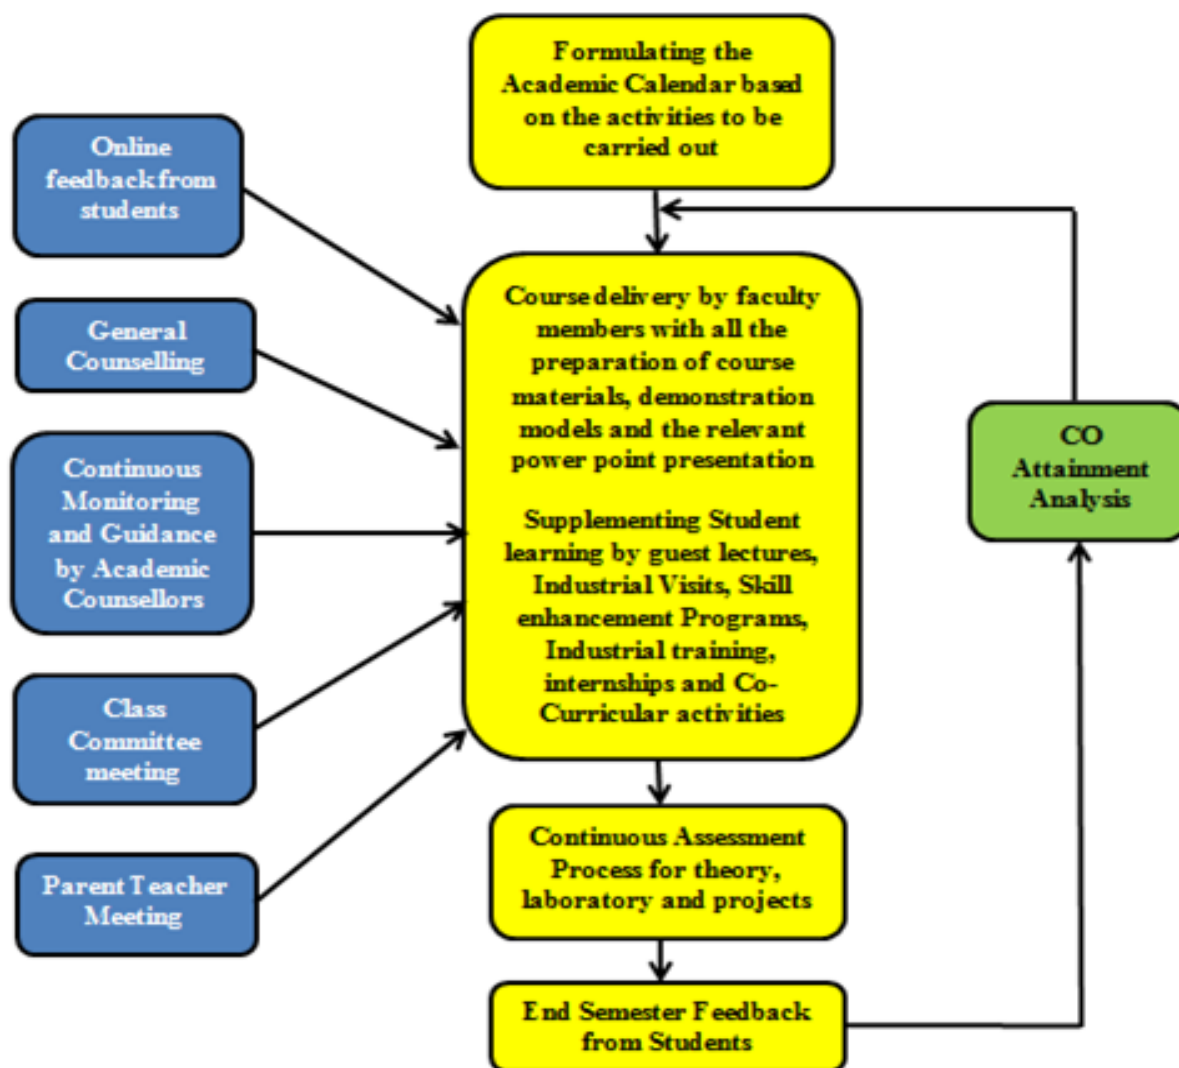 Formulating the
Academic Calendar based
on the activities to be
carried out
Online
feedback from
students
General
Counselling
Continuous
Monitoring
and Guidance
by Academic
Counsellors
Class
Committee
meeting
Parent Teacher
Meeting
Course delivery by faculty
members with all the
preparation of course
materials, demonstration
models and the relevant
power point presentation
Supplementing Student
learning by guest lectures,
Industrial Visits, Skill
enhancement Programs,
Industrial training,
internships and Co-
Curricular activities
CO
Attainment
Analysis
Continuous Assessment
Process for theory,
laboratory and projects
End Semester Feedback
from Students